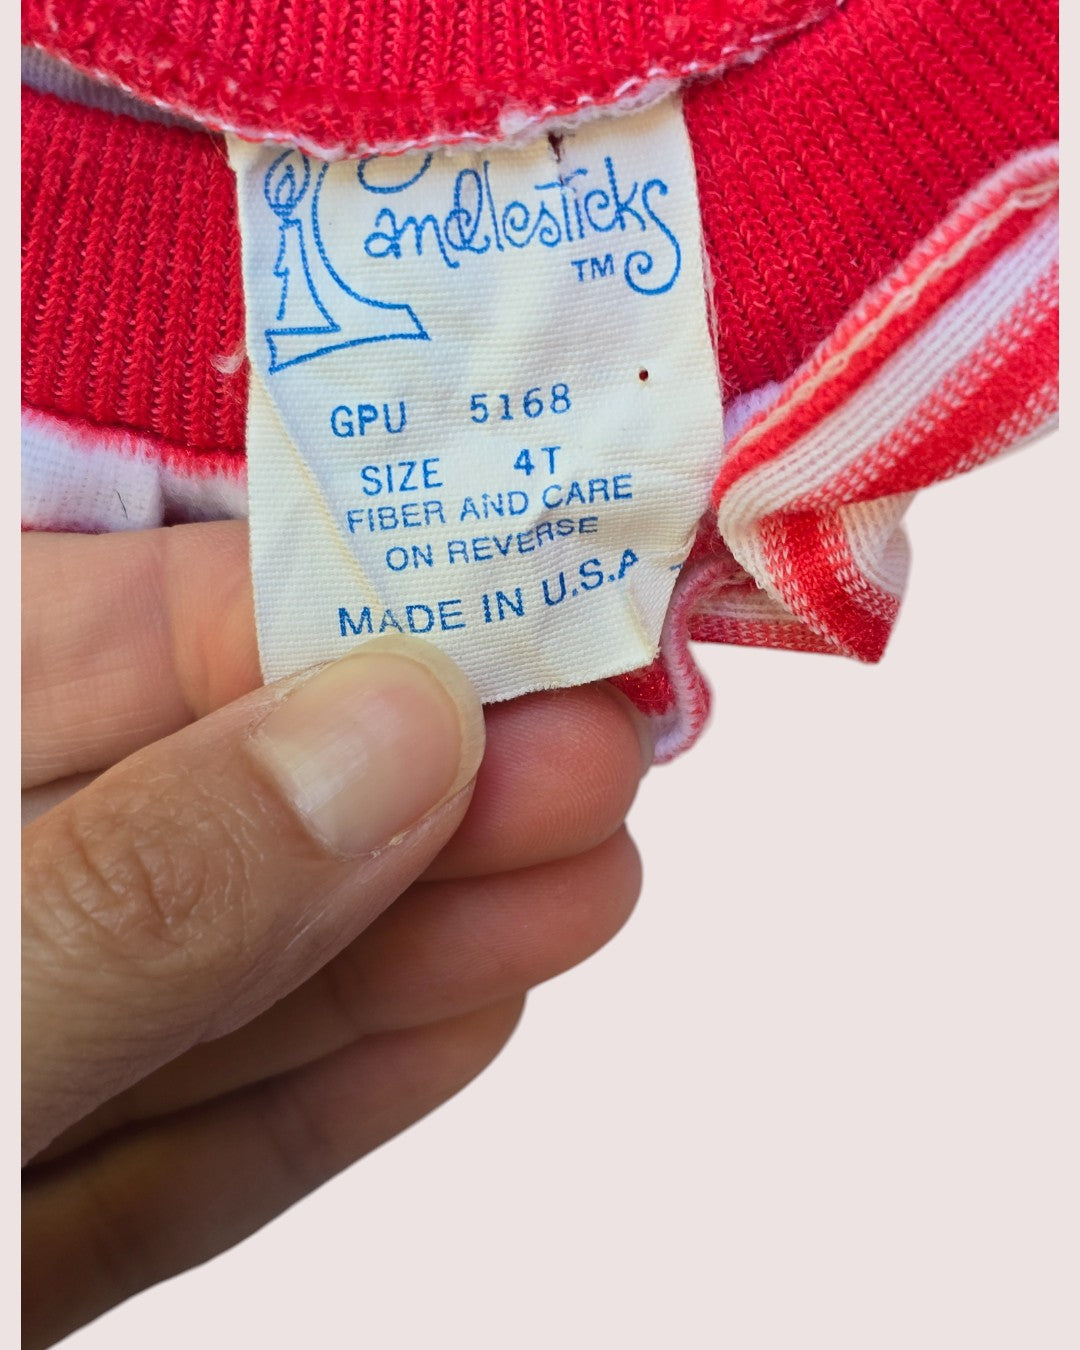 Candlesticks
TM
GPU 5168
SIZE 4T
FIBER AND CARE
ON REVERSE
MADE IN U.S.A